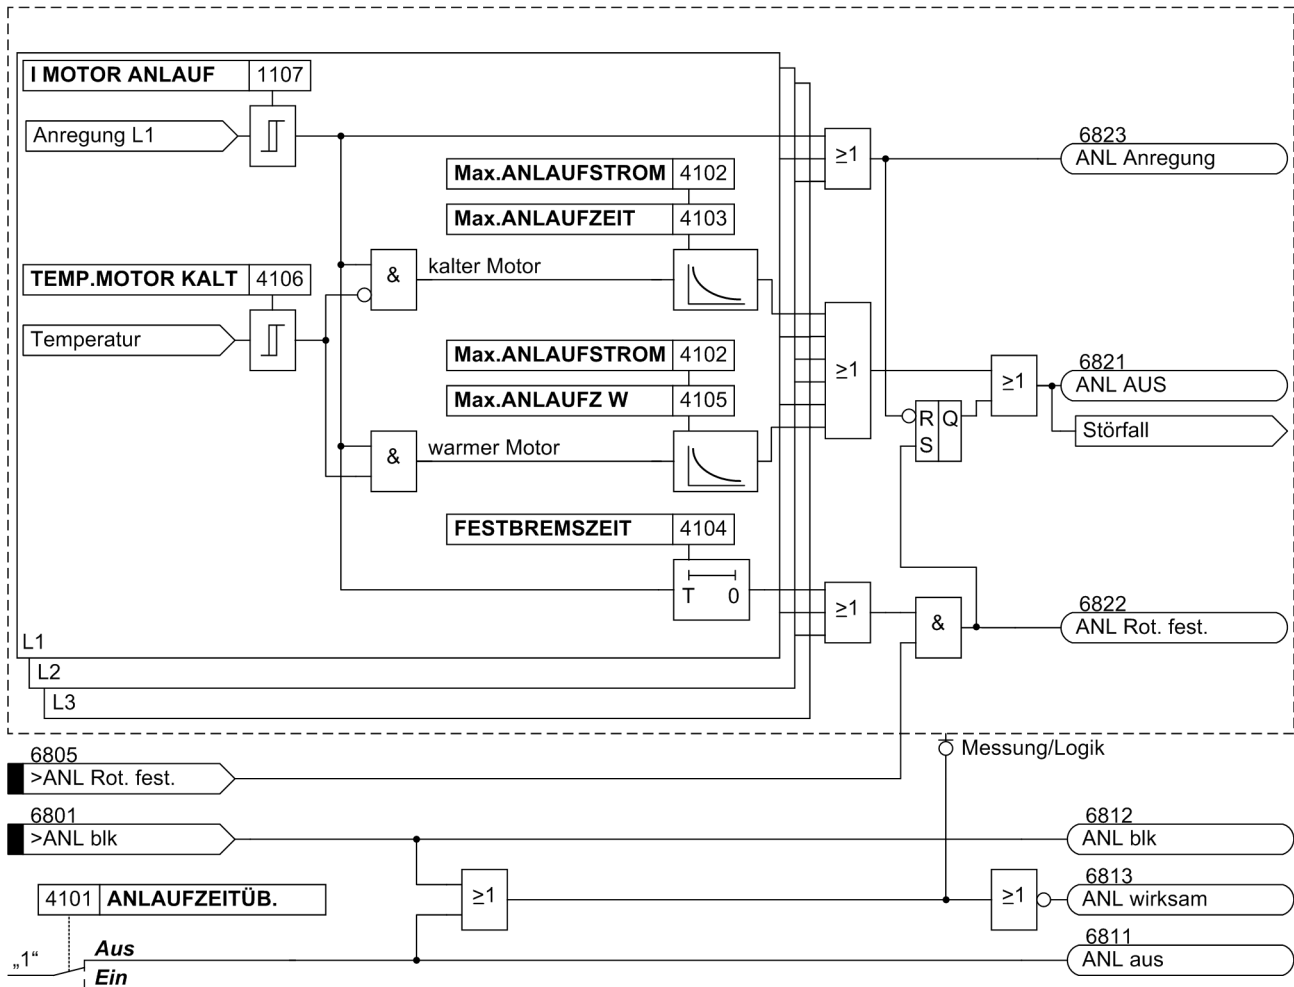 I MOTOR ANLAUF 1107
Anregung L1
Max.ANLAUFSTROM 4102
Max.ANLAUFZEIT 4103
≥1
6823
ANL Anregung
TEMP.MOTOR KALT 4106
& kalter Motor
Temperatur
Max.ANLAUFSTROM 4102
Max.ANLAUFZ W 4105
≥1
≥1
6821
ANL AUS
R Q
S
Störfall
& warmer Motor
FESTBREMSZEIT 4104
T 0
≥1
&
6822
ANL Rot. fest.
L1
L2
L3
Messung/Logik
6805
>ANL Rot. fest.
6801
>ANL blk
6812
ANL blk
4101 ANLAUFZEITÜB.
≥1
≥1
6813
ANL wirksam
„1“
Aus
Ein
6811
ANL aus